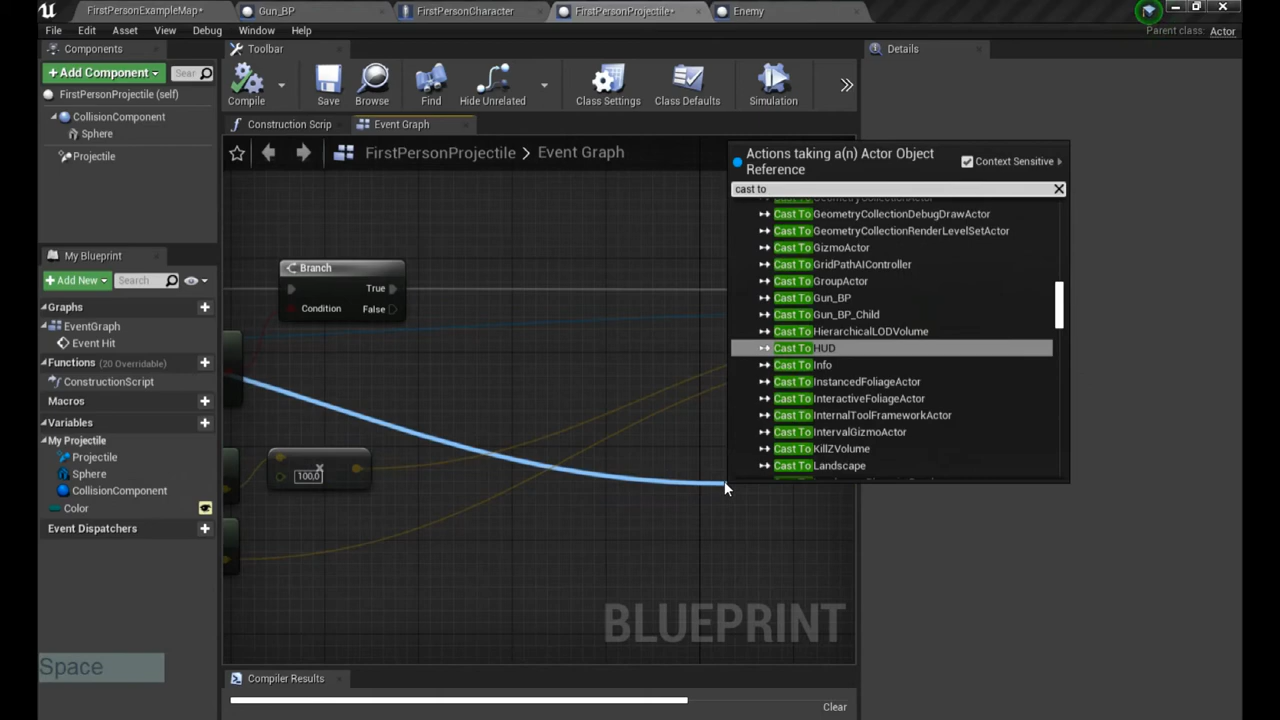 FirstPersonExampleMap*
Gun_BP
FirstPersonCharacter
FirstPersonProjectile*
Enemy
File
Edit
Asset
View
Debug
Window
Help
Parent class: Actor
Components
Toolbar
Details
+ Add Component
Sear
Compile
Save
Browse
Find
Hide Unrelated
Class Settings
Class Defaults
Simulation
FirstPersonProjectile (self)
CollisionComponent
Sphere
Projectile
Construction Scrip
Event Graph
FirstPersonProjectile > Event Graph
Actions taking a(n) Actor Object
Reference
Context Sensitive
cast to
Cast To GeometryCollectionActor
Cast To GeometryCollectionDebugDrawActor
Cast To GeometryCollectionRenderLevelSetActor
Cast To GizmoActor
Cast To GridPathAIController
Cast To GroupActor
Cast To Gun_BP
Cast To Gun_BP_Child
Cast To HierarchicalLODVolume
Cast To HUD
Cast To Info
Cast To InstancedFoliageActor
Cast To InteractiveFoliageActor
Cast To InternalToolFrameworkActor
Cast To IntervalGizmoActor
Cast To KillZVolume
Cast To Landscape
My Blueprint
+ Add New
Search
Graphs
EventGraph
Event Hit
Functions (20 Overridable)
ConstructionScript
Macros
Variables
My Projectile
Projectile
Sphere
CollisionComponent
Color
Event Dispatchers
Branch
True
Condition
False
100,0
BLUEPRINT
Space
Compiler Results
Clear